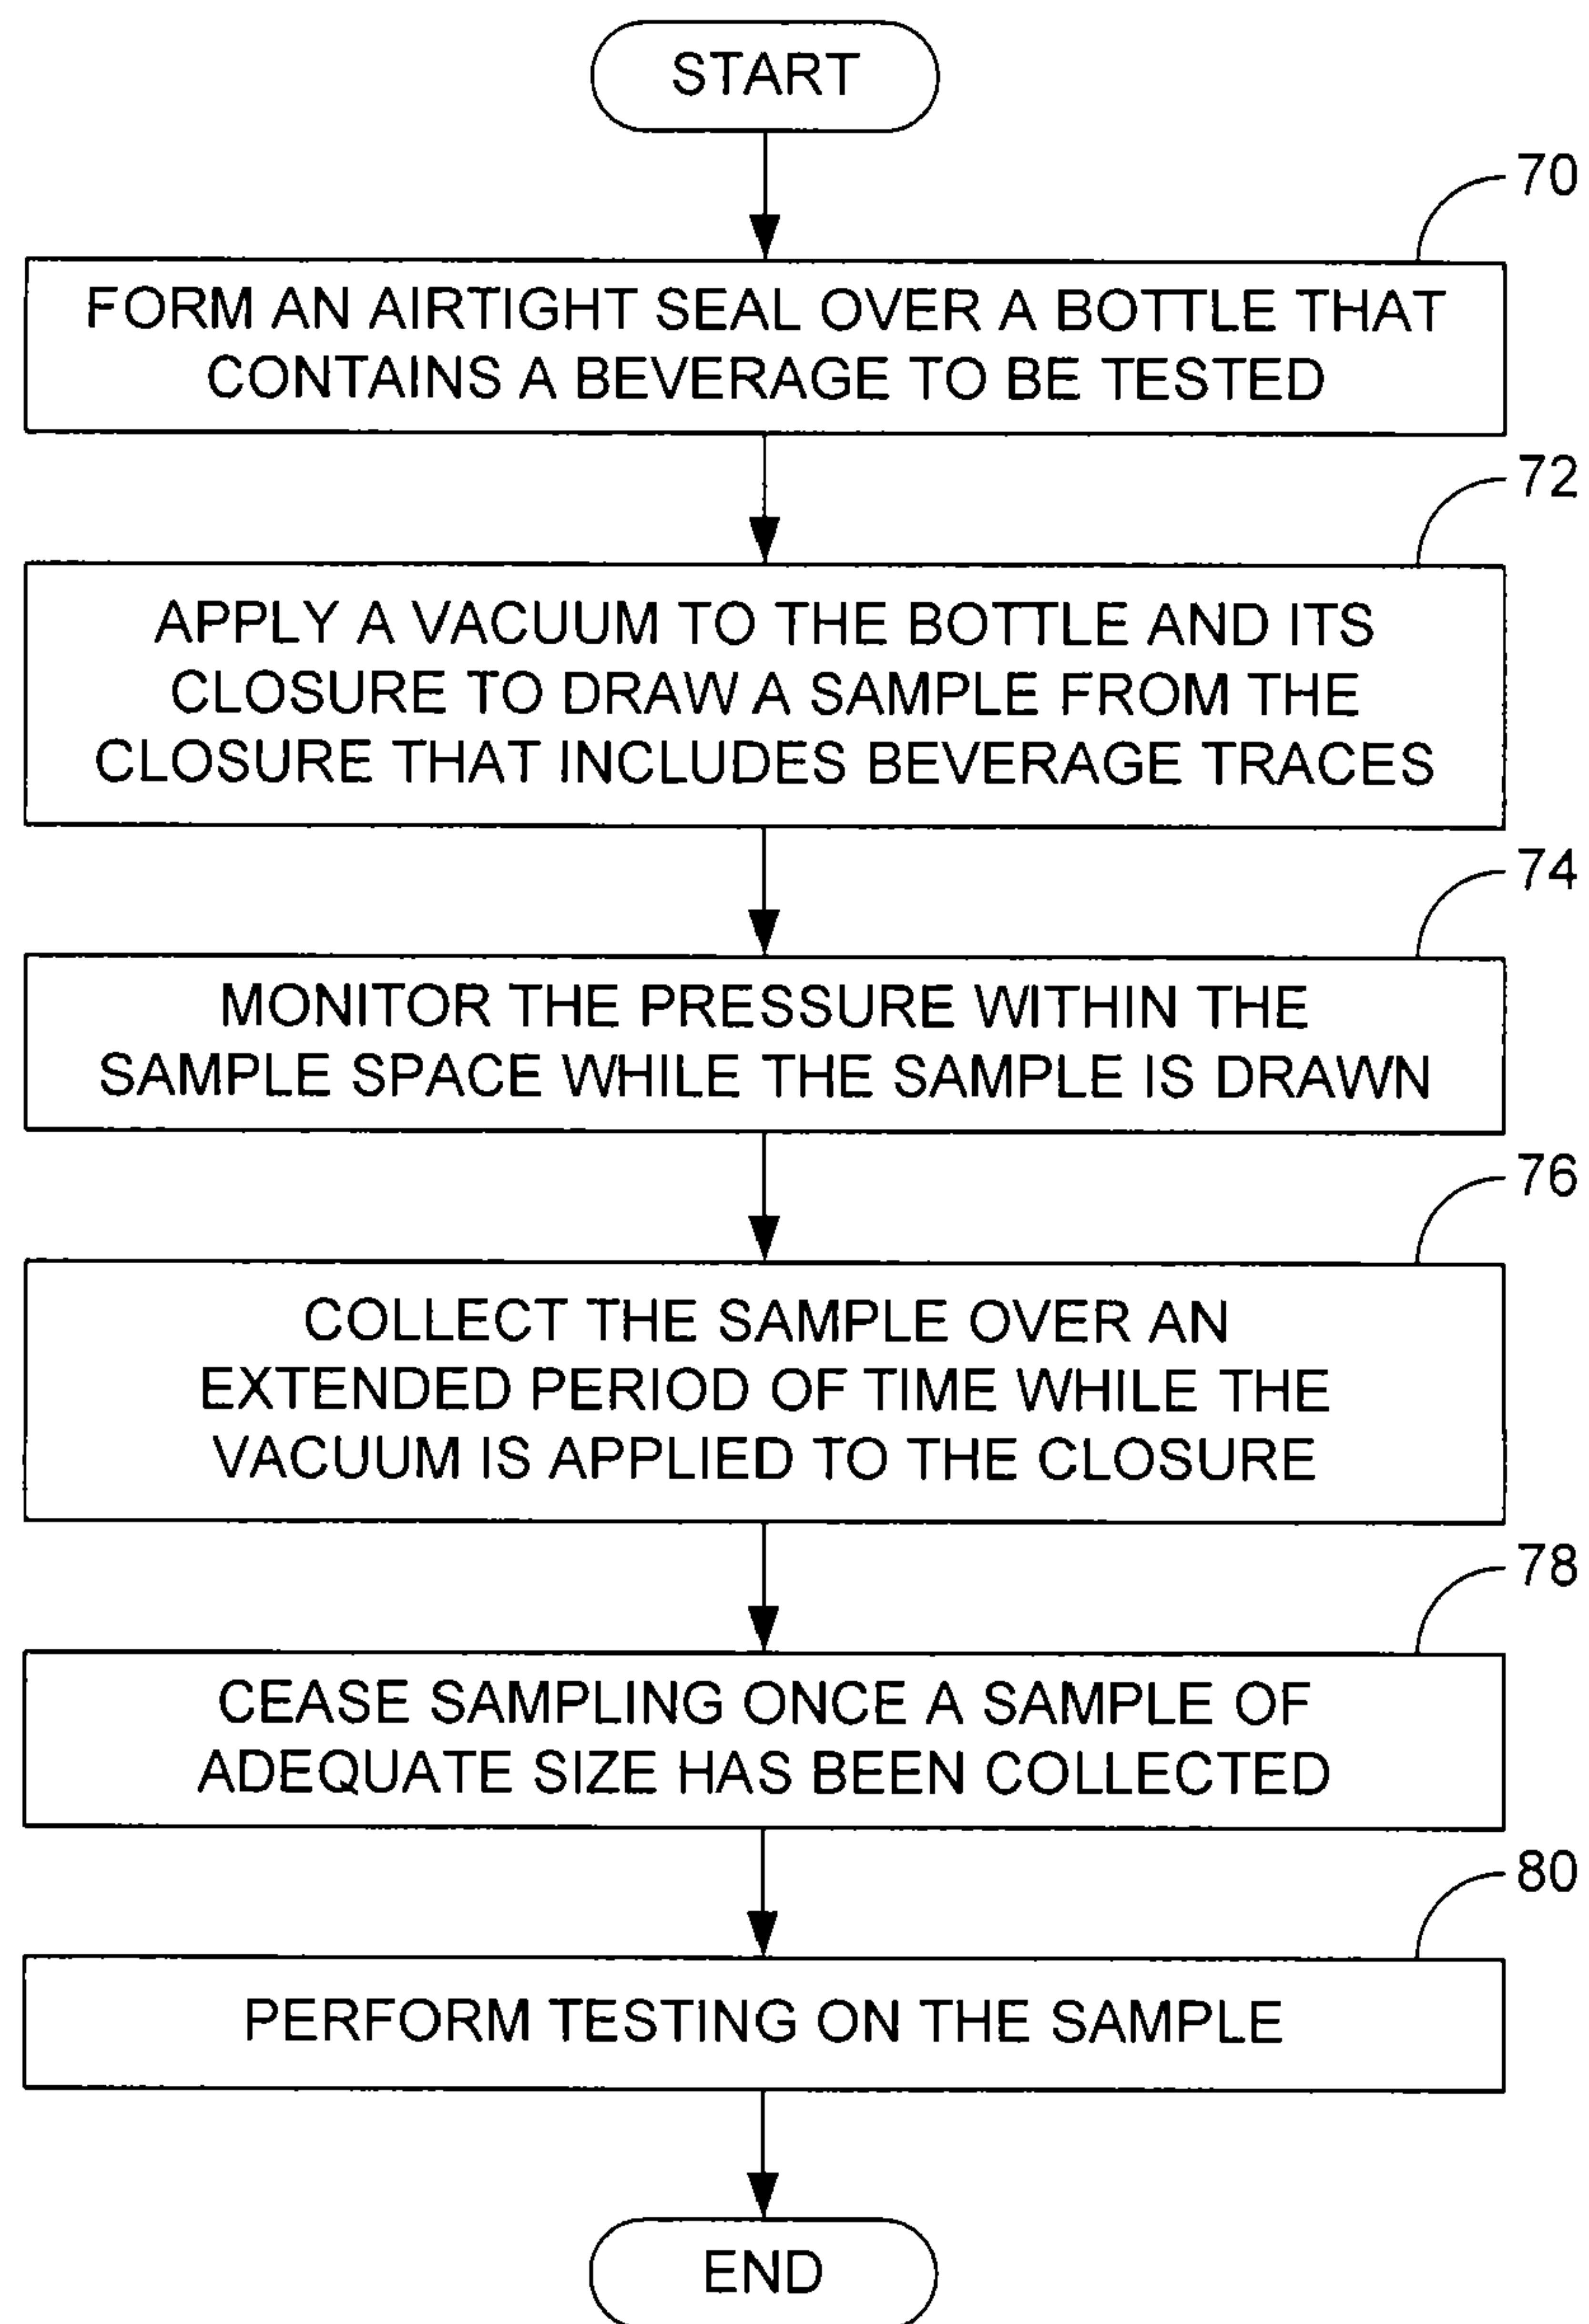 START
70
FORM AN AIRTIGHT SEAL OVER A BOTTLE THAT
CONTAINS A BEVERAGE TO BE TESTED
72
APPLY A VACUUM TO THE BOTTLE AND ITS
CLOSURE TO DRAW A SAMPLE FROM THE
CLOSURE THAT INCLUDES BEVERAGE TRACES
74
MONITOR THE PRESSURE WITHIN THE
SAMPLE SPACE WHILE THE SAMPLE IS DRAWN
76
COLLECT THE SAMPLE OVER AN
EXTENDED PERIOD OF TIME WHILE THE
VACUUM IS APPLIED TO THE CLOSURE
78
CEASE SAMPLING ONCE A SAMPLE OF
ADEQUATE SIZE HAS BEEN COLLECTED
80
PERFORM TESTING ON THE SAMPLE
END